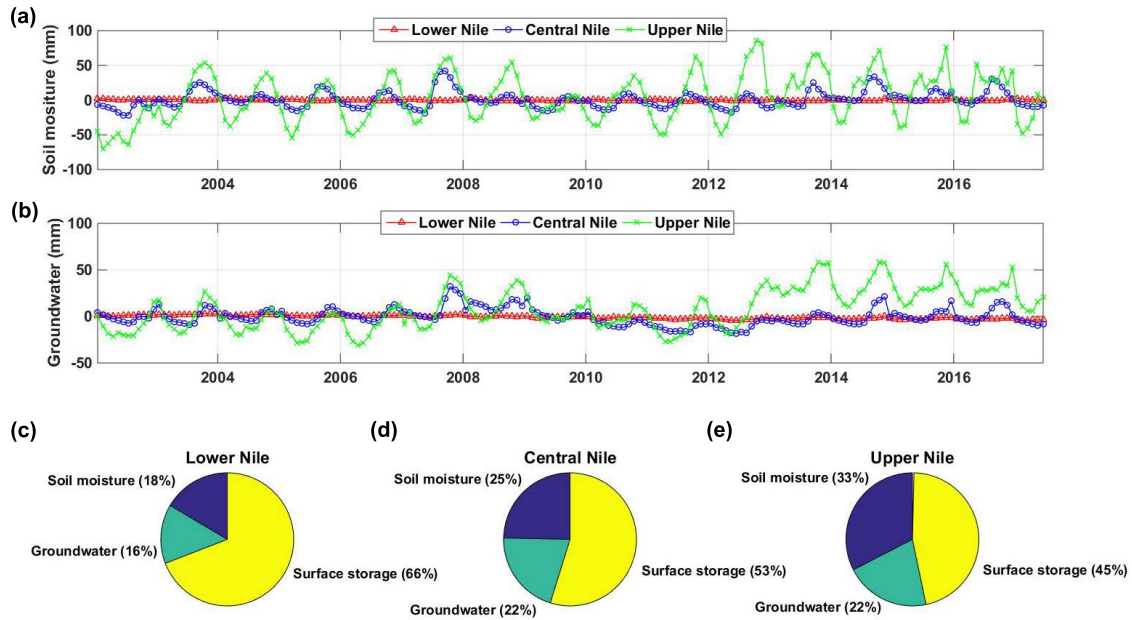 (a)
Soil mositure (mm)
100
50
0
-50
-100
Lower Nile Central Nile Upper Nile
2004 2006 2008 2010 2012 2014 2016
(b)
Groundwater (mm)
100
50
0
-50
Lower Nile Central Nile Upper Nile
2004 2006 2008 2010 2012 2014 2016
(c)
Lower Nile
Soil moisture (18%)
Groundwater (16%)
Surface storage (66%)
(d)
Central Nile
Soil moisture (25%)
Surface storage (53%)
Groundwater (22%)
(e)
Upper Nile
Soil moisture (33%)
Surface storage (45%)
Groundwater (22%)